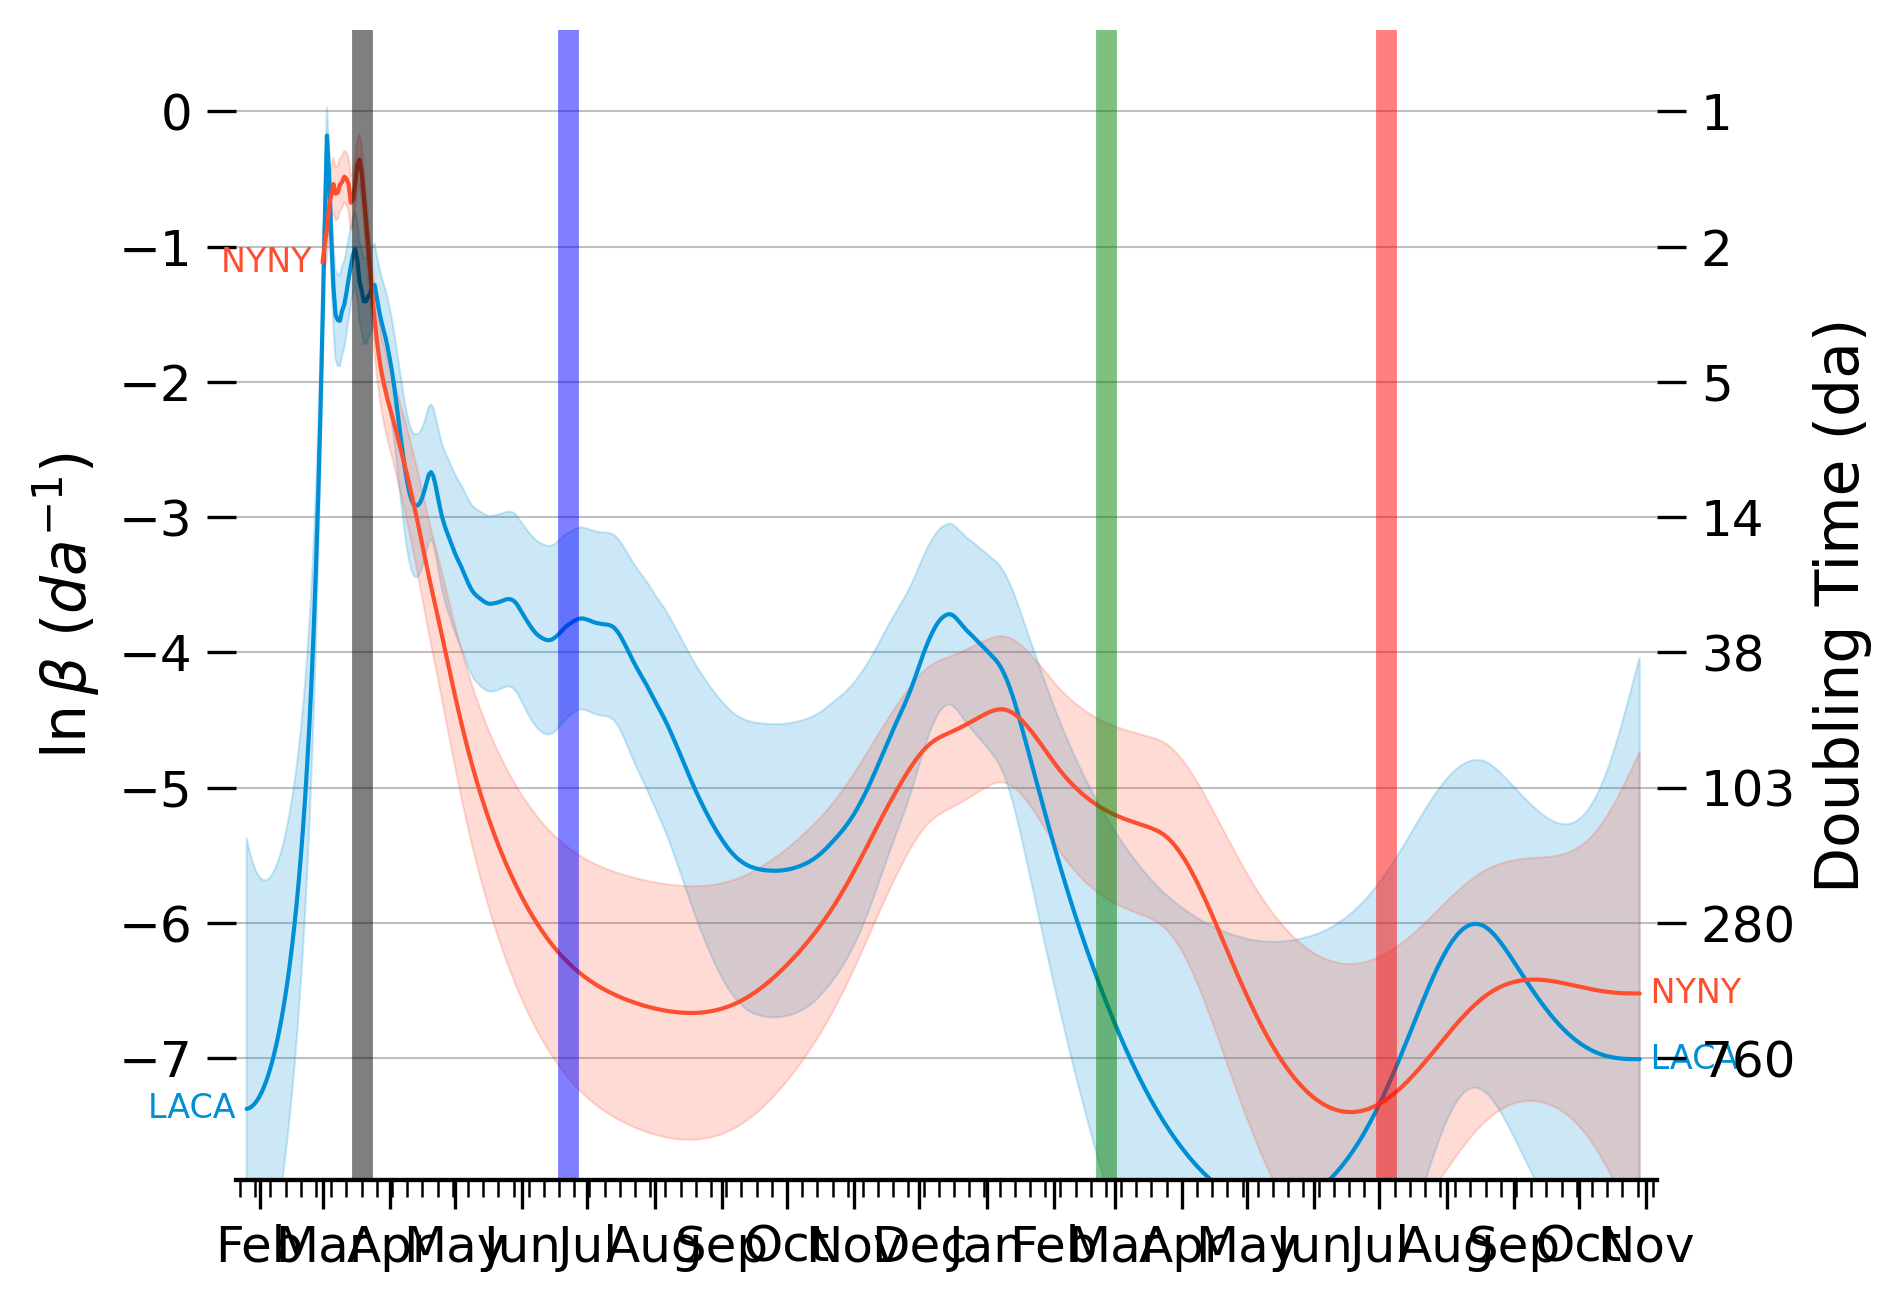 0
−1
−2
−3
−4
−5
−6
−7
ln β (da⁻¹)
1
2
5
14
38
103
280
760
Doubling Time (da)
NYNY
LACA
NYNY
LACA
Feb Mar Apr May Jun Jul Aug Sep Oct Nov Dec Jan Feb Mar Apr May Jun Jul Aug Sep Oct Nov